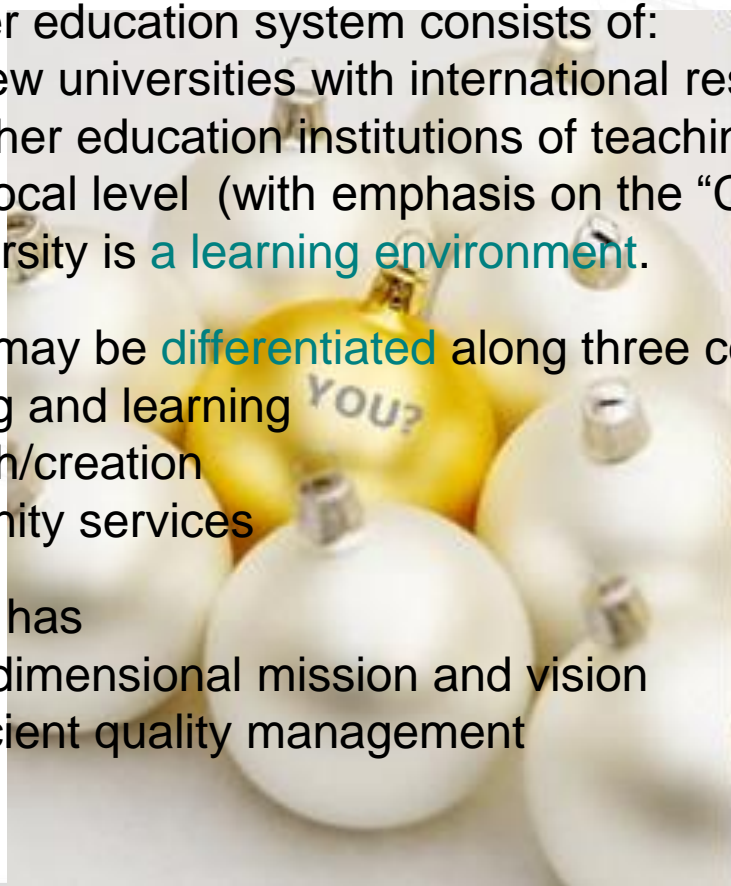 er education system consists of:
ew universities with international res
her education institutions of teachin
ocal level (with emphasis on the “C
rsity is a learning environment.
may be differentiated along three co
YOU?
g and learning
h/creation
nity services
has
dimensional mission and vision
cient quality management